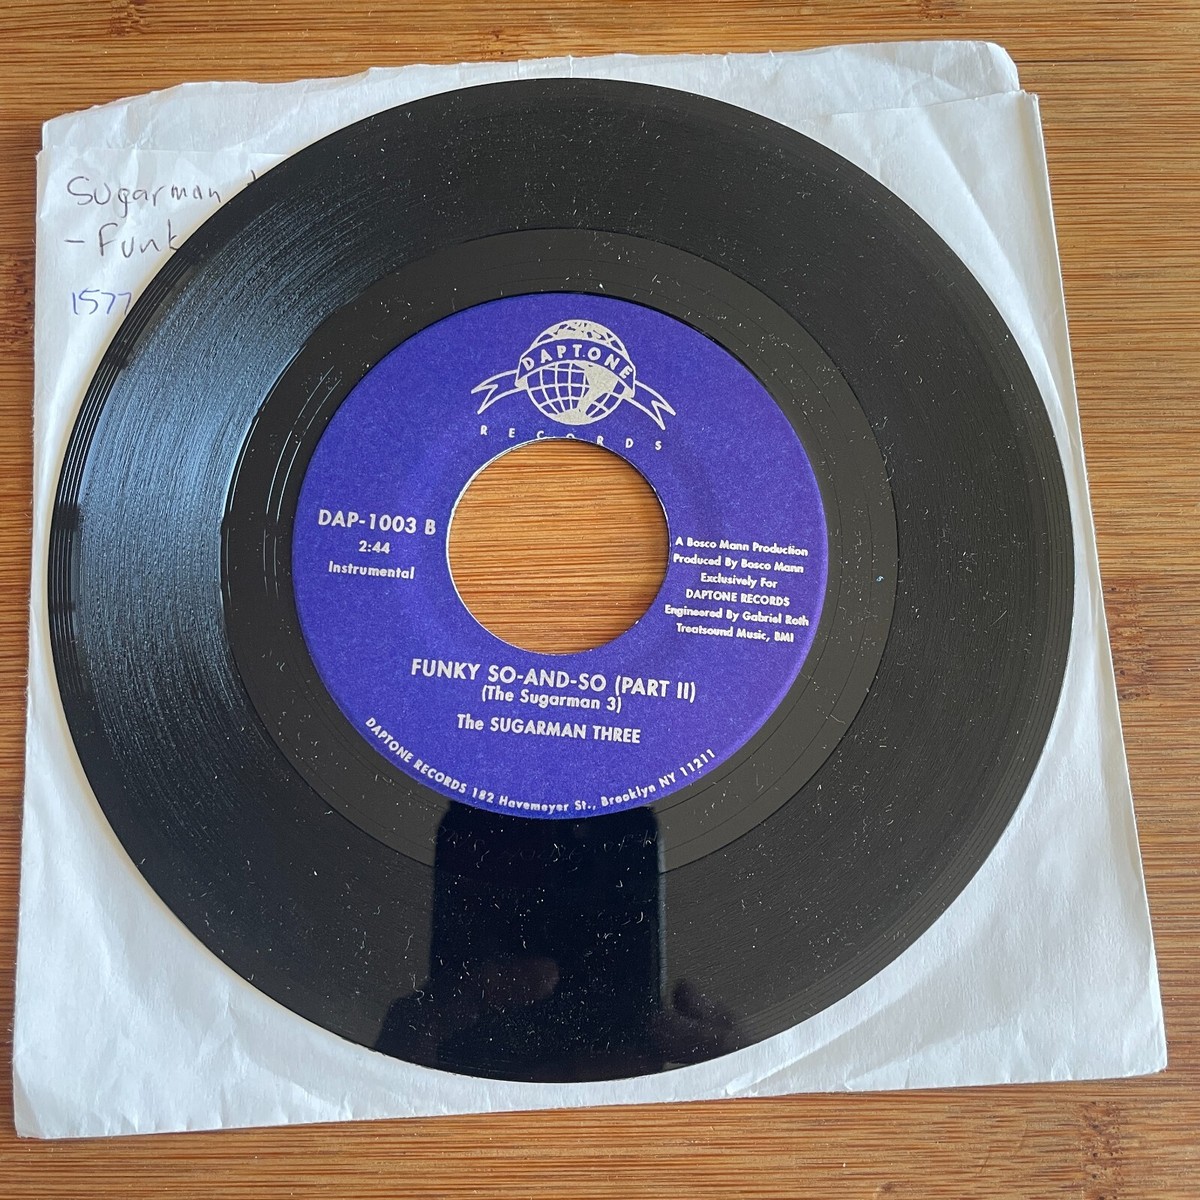 Sugarman
- Funk
1577
DAPTONE
RECORDS
DAP-1003 B
2:44
Instrumental
A Bosco Mann Production
Produced By Bosco Mann
Exclusively For
DAPTONE RECORDS
Engineered By Gabriel Roth
Treatsound Music, BMI
FUNKY SO-AND-SO (PART II)
(The Sugarman 3)
The SUGARMAN THREE
DAPTONE RECORDS 182 Havemeyer St., Brooklyn NY 11211